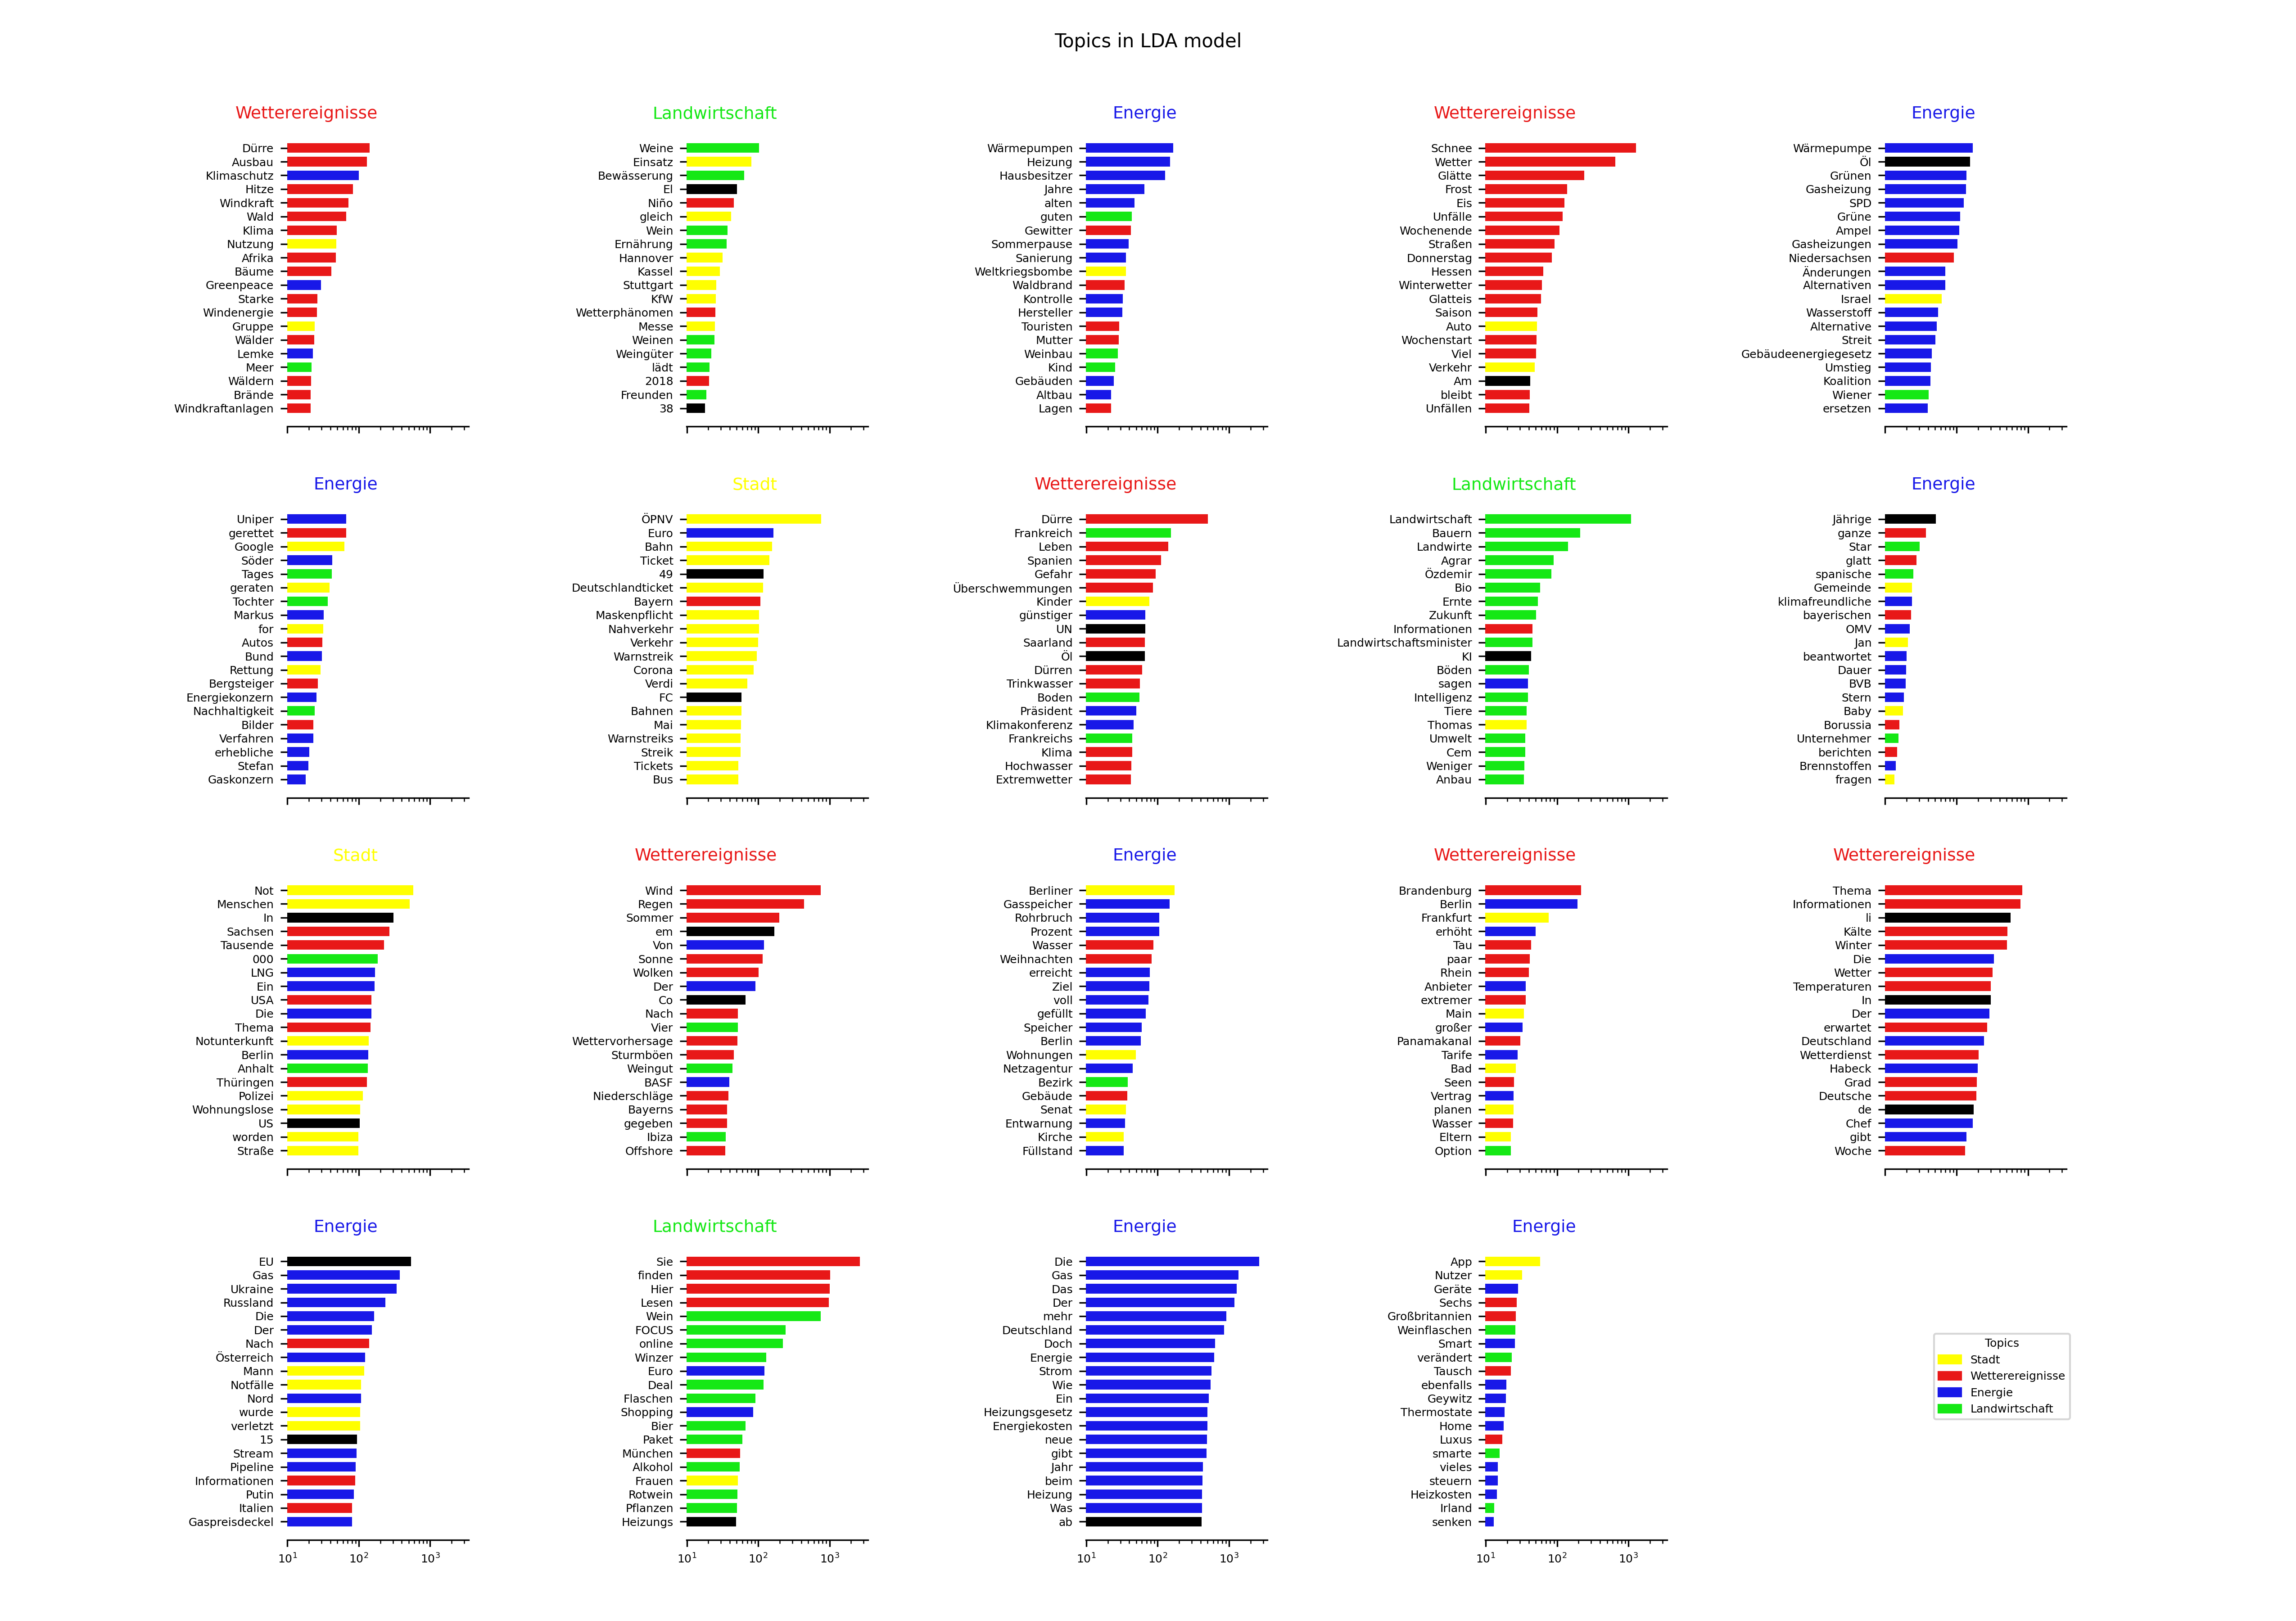 Topics in LDA model
Wetterereignisse
Dürre
Ausbau
Klimaschutz
Hitze
Windkraft
Wald
Klima
Nutzung
Afrika
Bäume
Greenpeace
Starke
Windenergie
Gruppe
Wälder
Lemke
Meer
Wäldern
Brände
Windkraftanlagen
Landwirtschaft
Weine
Einsatz
Bewässerung
El
Niño
gleich
Wein
Ernährung
Hannover
Kassel
Stuttgart
KfW
Wetterphänomen
Messe
Weinen
Weingüter
lädt
2018
Freunden
38
Energie
Wärmepumpen
Heizung
Hausbesitzer
Jahre
alten
guten
Gewitter
Sommerpause
Sanierung
Weltkriegsbombe
Waldbrand
Kontrolle
Hersteller
Touristen
Mutter
Weinbau
Kind
Gebäuden
Altbau
Lagen
Wetterereignisse
Schnee
Wetter
Glätte
Frost
Eis
Unfälle
Wochenende
Straßen
Donnerstag
Hessen
Winterwetter
Glatteis
Saison
Auto
Wochenstart
Viel
Verkehr
Am
bleibt
Unfällen
Energie
Wärmepumpe
Öl
Grünen
Gasheizung
SPD
Grüne
Ampel
Gasheizungen
Niedersachsen
Änderungen
Alternativen
Israel
Wasserstoff
Alternative
Streit
Gebäudeenergiegesetz
Umstieg
Koalition
Wiener
ersetzen
Energie
Uniper
gerettet
Google
Söder
Tages
geraten
Tochter
Markus
for
Autos
Bund
Rettung
Bergsteiger
Energiekonzern
Nachhaltigkeit
Bilder
Verfahren
erhebliche
Stefan
Gaskonzern
Stadt
ÖPNV
Euro
Bahn
Ticket
49
Deutschlandticket
Bayern
Maskenpflicht
Nahverkehr
Verkehr
Warnstreik
Corona
Verdi
FC
Bahnen
Mai
Warnstreiks
Streik
Tickets
Bus
Wetterereignisse
Dürre
Frankreich
Leben
Spanien
Gefahr
Überschwemmungen
Kinder
günstiger
UN
Saarland
Öl
Dürren
Trinkwasser
Boden
Präsident
Klimakonferenz
Frankreichs
Klima
Hochwasser
Extremwetter
Landwirtschaft
Landwirtschaft
Bauern
Landwirte
Agrar
Özdemir
Bio
Ernte
Zukunft
Informationen
Landwirtschaftsminister
KI
Böden
sagen
Intelligenz
Tiere
Thomas
Umwelt
Cem
Weniger
Anbau
Energie
Jährige
ganze
Star
glatt
spanische
Gemeinde
klimafreundliche
bayerischen
OMV
Jan
beantwortet
Dauer
BVB
Stern
Baby
Borussia
Unternehmer
berichten
Brennstoffen
fragen
Stadt
Not
Menschen
In
Sachsen
Tausende
000
LNG
Ein
USA
Die
Thema
Notunterkunft
Berlin
Anhalt
Thüringen
Polizei
Wohnungslose
US
worden
Straße
Wetterereignisse
Wind
Regen
Sommer
em
Von
Sonne
Wolken
Der
Co
Nach
Vier
Wettervorhersage
Sturmböen
Weingut
BASF
Niederschläge
Bayerns
gegeben
Ibiza
Offshore
Energie
Berliner
Gasspeicher
Rohrbruch
Prozent
Wasser
Weihnachten
erreicht
Ziel
voll
gefüllt
Speicher
Berlin
Wohnungen
Netzagentur
Bezirk
Gebäude
Senat
Entwarnung
Kirche
Füllstand
Wetterereignisse
Brandenburg
Berlin
Frankfurt
erhöht
Tau
paar
Rhein
Anbieter
extremer
Main
großer
Panamakanal
Tarife
Bad
Seen
Vertrag
planen
Wasser
Eltern
Option
Wetterereignisse
Thema
Informationen
li
Kälte
Winter
Die
Wetter
Temperaturen
In
Der
erwartet
Deutschland
Wetterdienst
Habeck
Grad
Deutsche
de
Chef
gibt
Woche
Energie
EU
Gas
Ukraine
Russland
Die
Der
Nach
Österreich
Mann
Notfälle
Nord
wurde
verletzt
15
Stream
Pipeline
Informationen
Putin
Italien
Gaspreisdeckel
10¹ 10² 10³
Landwirtschaft
Sie
finden
Hier
Lesen
Wein
FOCUS
online
Winzer
Euro
Deal
Flaschen
Shopping
Bier
Paket
München
Alkohol
Frauen
Rotwein
Pflanzen
Heizungs
10¹ 10² 10³
Energie
Die
Gas
Das
Der
mehr
Deutschland
Doch
Energie
Strom
Wie
Ein
Heizungsgesetz
Energiekosten
neue
gibt
Jahr
beim
Heizung
Was
ab
10¹ 10² 10³
Energie
App
Nutzer
Geräte
Sechs
Großbritannien
Weinflaschen
Smart
verändert
Tausch
ebenfalls
Geywitz
Thermostate
Home
Luxus
smarte
vieles
steuern
Heizkosten
Irland
senken
10¹ 10² 10³
Topics
Stadt
Wetterereignisse
Energie
Landwirtschaft